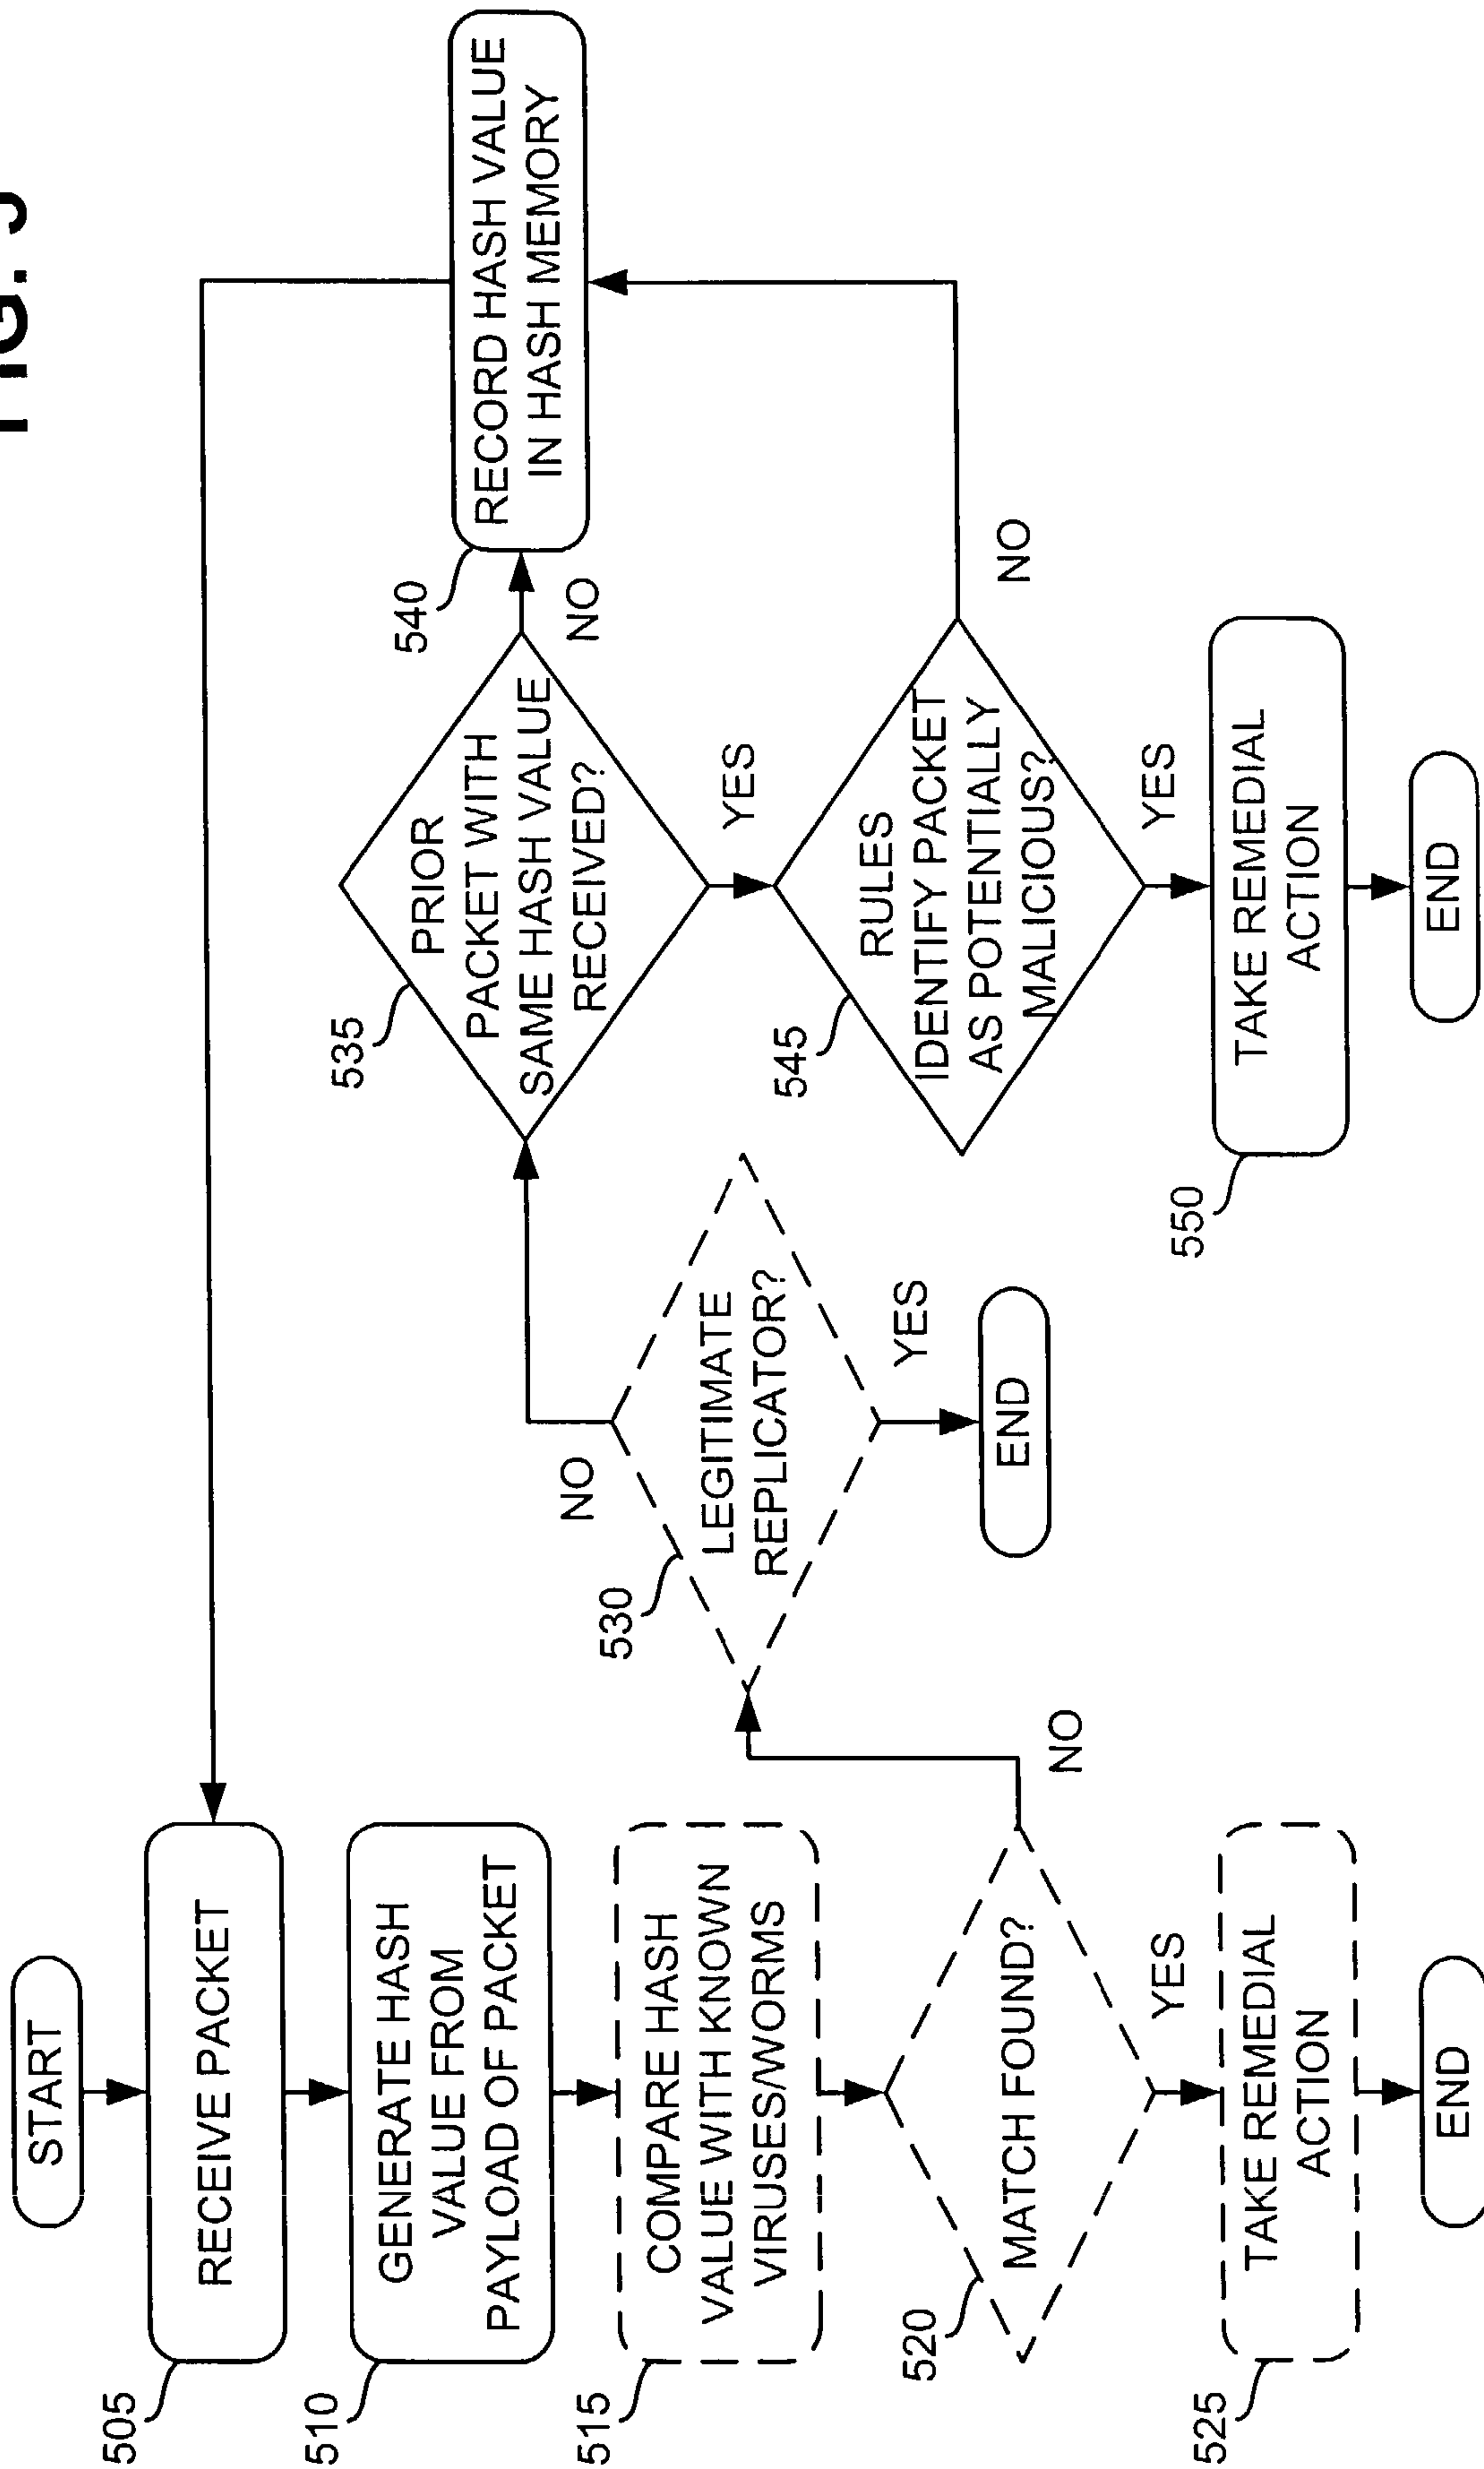 FIG. 5
START
505
RECEIVE PACKET
510
GENERATE HASH
VALUE FROM
PAYLOAD OF PACKET
515
COMPARE HASH
VALUE WITH KNOWN
VIRUSES/WORMS
520
MATCH FOUND?
NO
YES
525
TAKE REMEDIAL
ACTION
END
530
LEGITIMATE
REPLICATOR?
NO
YES
END
535
PRIOR
PACKET WITH
SAME HASH VALUE
RECEIVED?
NO
YES
540
RECORD HASH VALUE
IN HASH MEMORY
545
RULES
IDENTIFY PACKET
AS POTENTIALLY
MALICIOUS?
NO
YES
550
TAKE REMEDIAL
ACTION
END